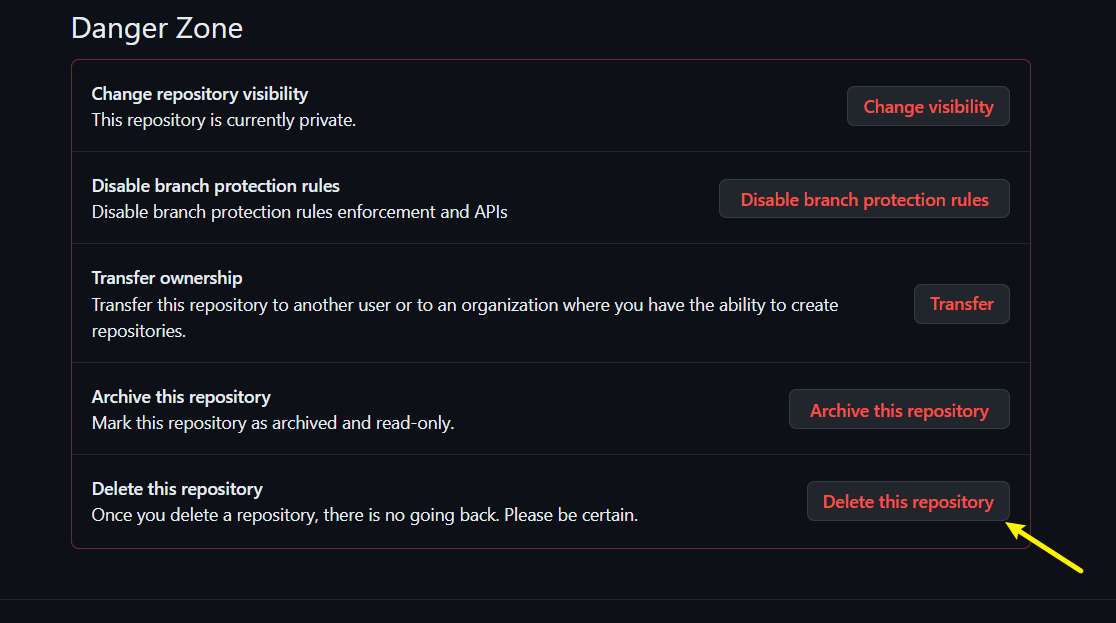 Danger Zone
Change repository visibility
This repository is currently private.
Change visibility
Disable branch protection rules
Disable branch protection rules enforcement and APIs
Disable branch protection rules
Transfer ownership
Transfer this repository to another user or to an organization where you have the ability to create
repositories.
Transfer
Archive this repository
Mark this repository as archived and read-only.
Archive this repository
Delete this repository
Once you delete a repository, there is no going back. Please be certain.
Delete this repository